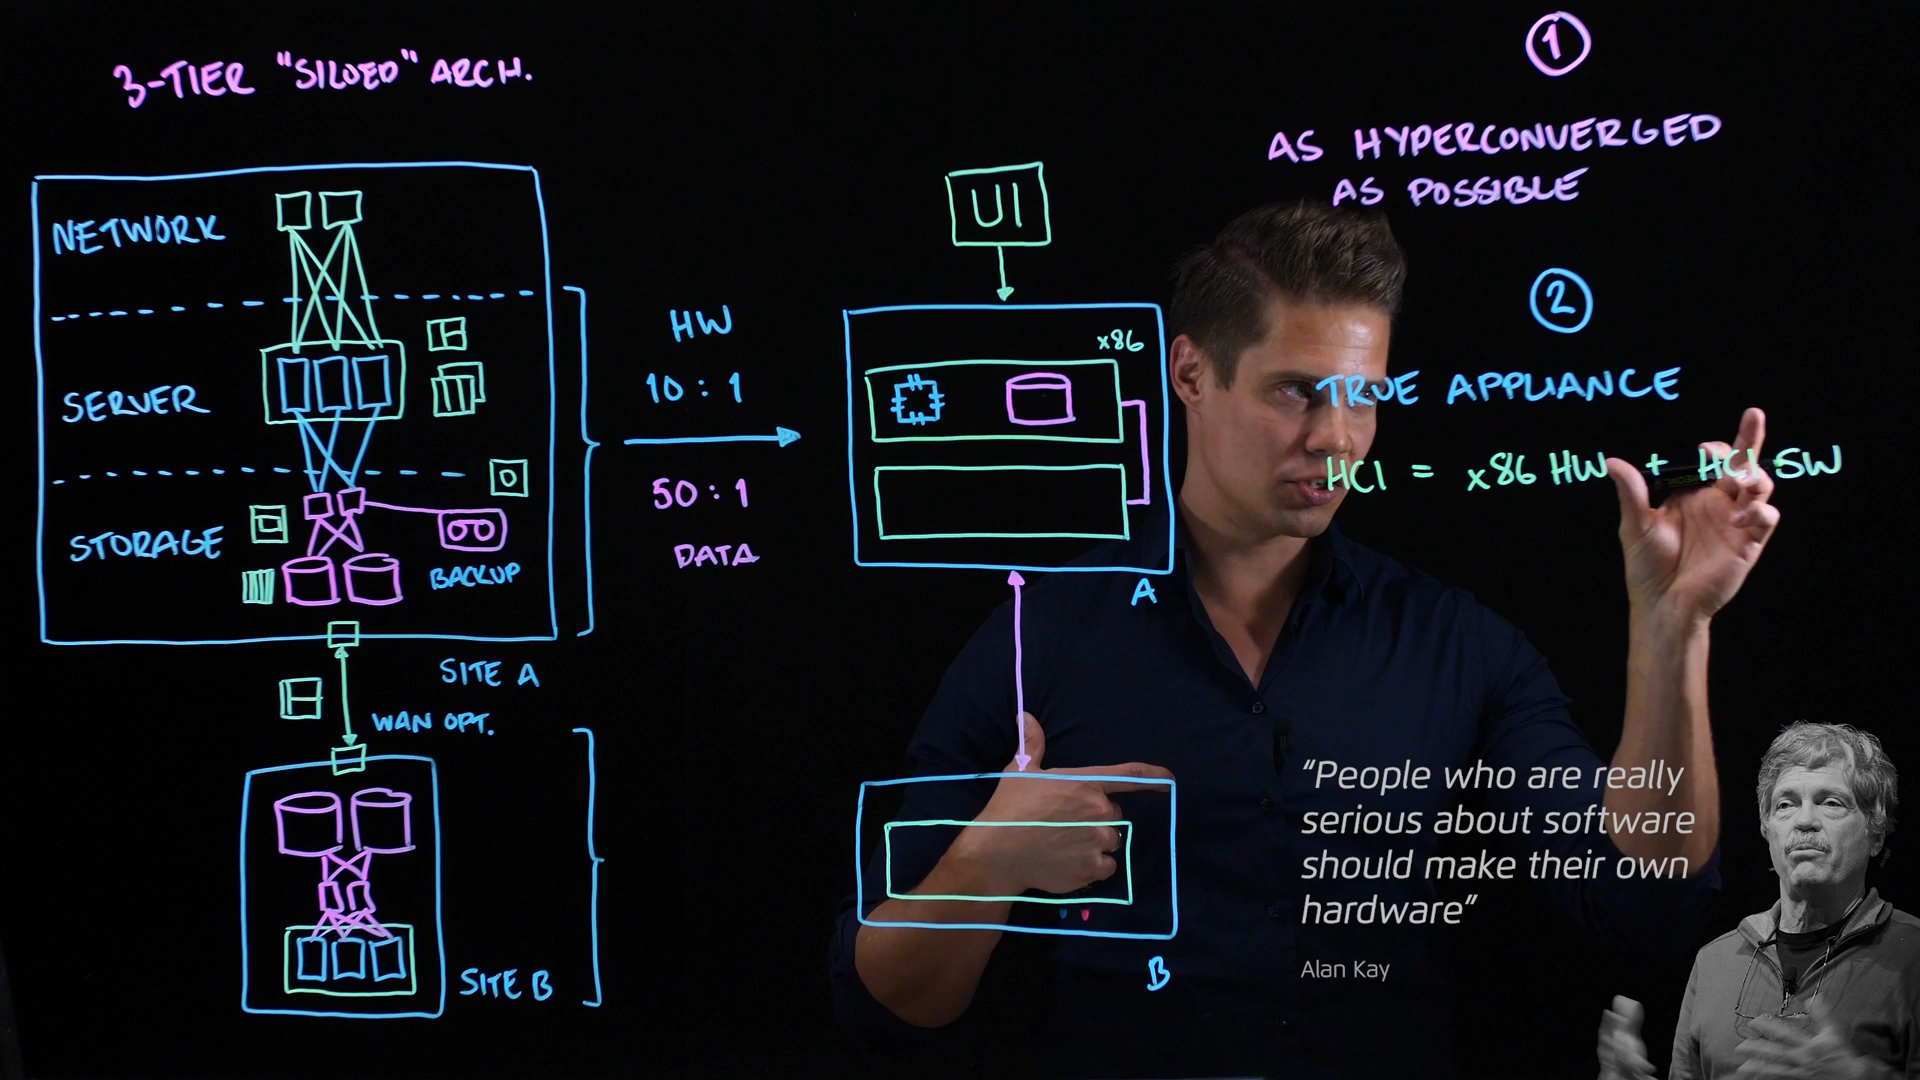 3-TIER "SILOED" ARCH.
NETWORK
SERVER
STORAGE
BACKUP
SITE A
WAN OPT.
SITE B
HW
10 : 1
50 : 1
DATA
UI
x86
A
B
1
AS HYPERCONVERGED
AS POSSIBLE
2
TRUE APPLIANCE
HCI = x86 HW + HCI SW
“People who are really
serious about software
should make their own
hardware”
Alan Kay